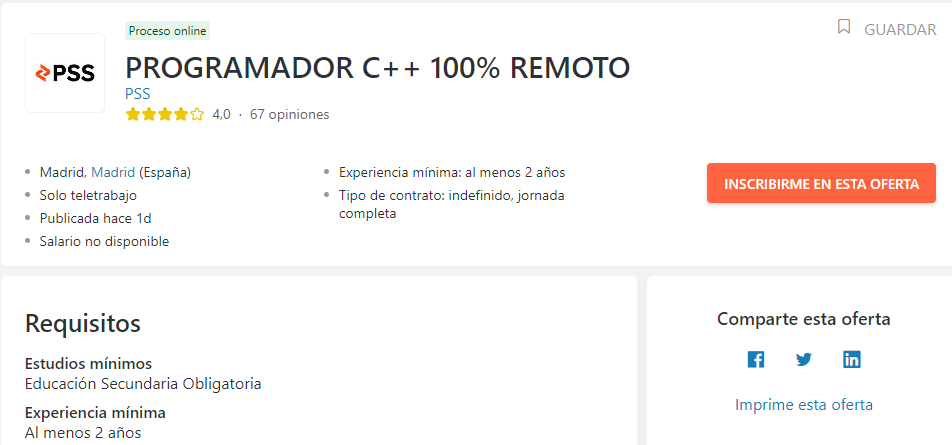 Proceso online
GUARDAR
PSS
PROGRAMADOR C++ 100% REMOTO
PSS
4,0 · 67 opiniones
Madrid, Madrid (España)
Solo teletrabajo
Publicada hace 1d
Salario no disponible
Experiencia mínima: al menos 2 años
Tipo de contrato: indefinido, jornada
completa
INSCRIBIRME EN ESTA OFERTA
Requisitos
Estudios mínimos
Educación Secundaria Obligatoria
Experiencia mínima
Al menos 2 años
Comparte esta oferta
Imprime esta oferta